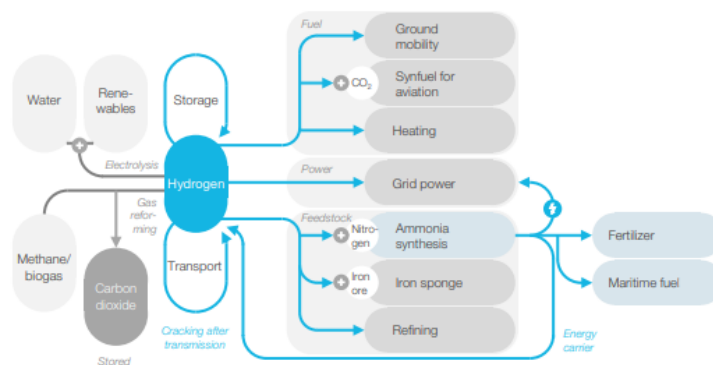 Fuel
Ground
mobility
CO₂
Synfuel for
aviation
Heating
Water
Rene-
wables
Storage
Electrolysis
Hydrogen
Power
Grid power
Gas
refor-
ming
Feedstock
Nitro-
gen
Ammonia
synthesis
Fertilizer
Methane/
biogas
Carbon
dioxide
Transport
Iron
ore
Iron sponge
Maritime fuel
Cracking after
transmission
Refining
Energy
carrier
Stored